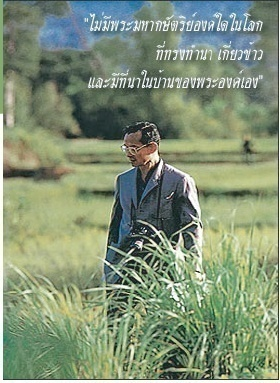 "ไม่มีพระมหากษัตริย์องค์ใดในโลก
ที่ทรงทำนา เกี่ยวข้าว
และมีที่นาในบ้านของพระองค์เอง"